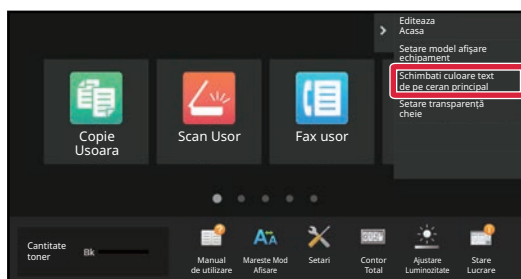 Editeaza
Acasa
Setare model afişare
echipament
Schimbati culoare text
de pe ceran principal
Setare transparență
cheie
Copie
Usoara
Scan Usor
Fax usor
Cantitate
toner
Bk
Manual
de utilizare
Mareste Mod
Afisare
Setari
Contor
Total
Ajustare
Luminozitate
Stare
Lucrare